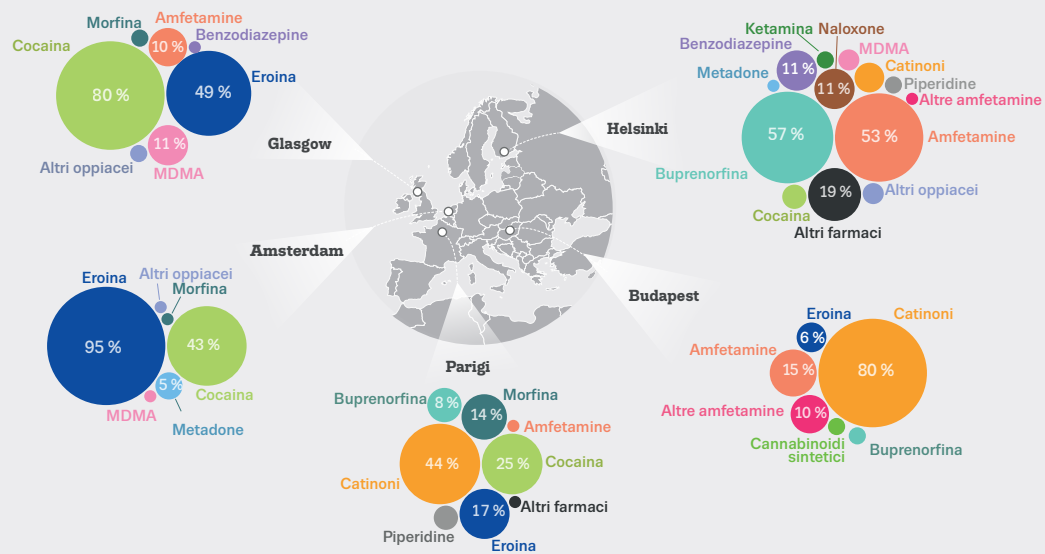 Morfina
Amfetamine
Cocaina
10 %
Benzodiazepine
80 %
Eroina
49 %
11 %
Altri oppiacei
MDMA
Glasgow
Ketamina
Naloxone
Benzodiazepine
MDMA
Metadone
11 %
11 %
Catinoni
Piperidine
Altre amfetamine
57 %
53 %
Amfetamine
Buprenorfina
19 %
Altri oppiacei
Cocaina
Altri farmaci
Helsinki
Amsterdam
Eroina
Altri oppiacei
Morfina
95 %
43 %
5 %
MDMA
Cocaina
Metadone
Parigi
Buprenorfina
8 %
Morfina
14 %
Amfetamine
44 %
25 %
Cocaina
Catinoni
17 %
Altri farmaci
Piperidine
Eroina
Budapest
Eroina
Catinoni
6 %
Amfetamine
15 %
80 %
Altre amfetamine
10 %
Cannabinoidi
sintetici
Buprenorfina